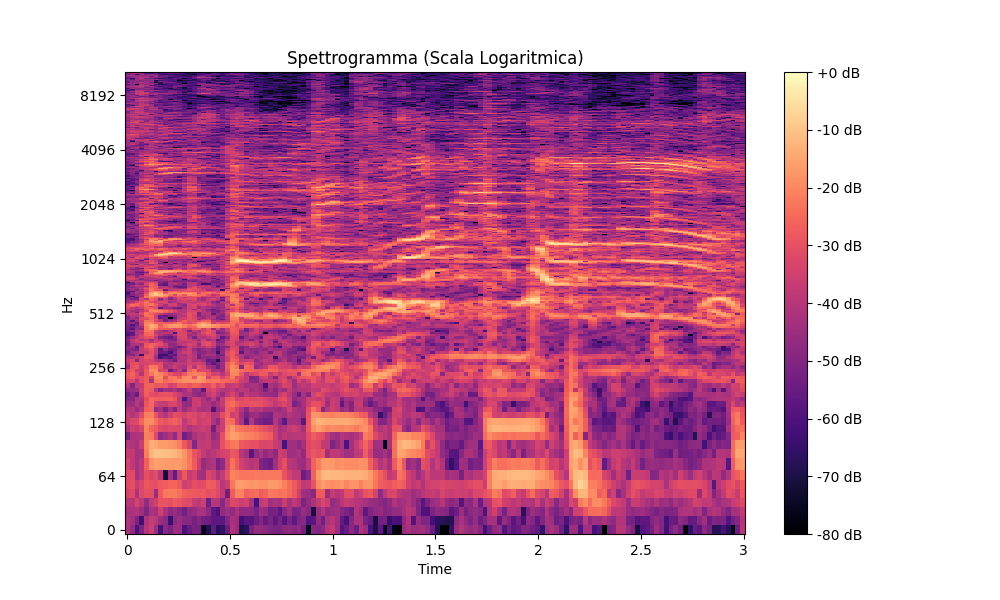 Spettrogramma (Scala Logaritmica)
Hz
8192
4096
2048
1024
512
256
128
64
0
0
0.5
1
1.5
2
2.5
3
Time
+0 dB
-10 dB
-20 dB
-30 dB
-40 dB
-50 dB
-60 dB
-70 dB
-80 dB